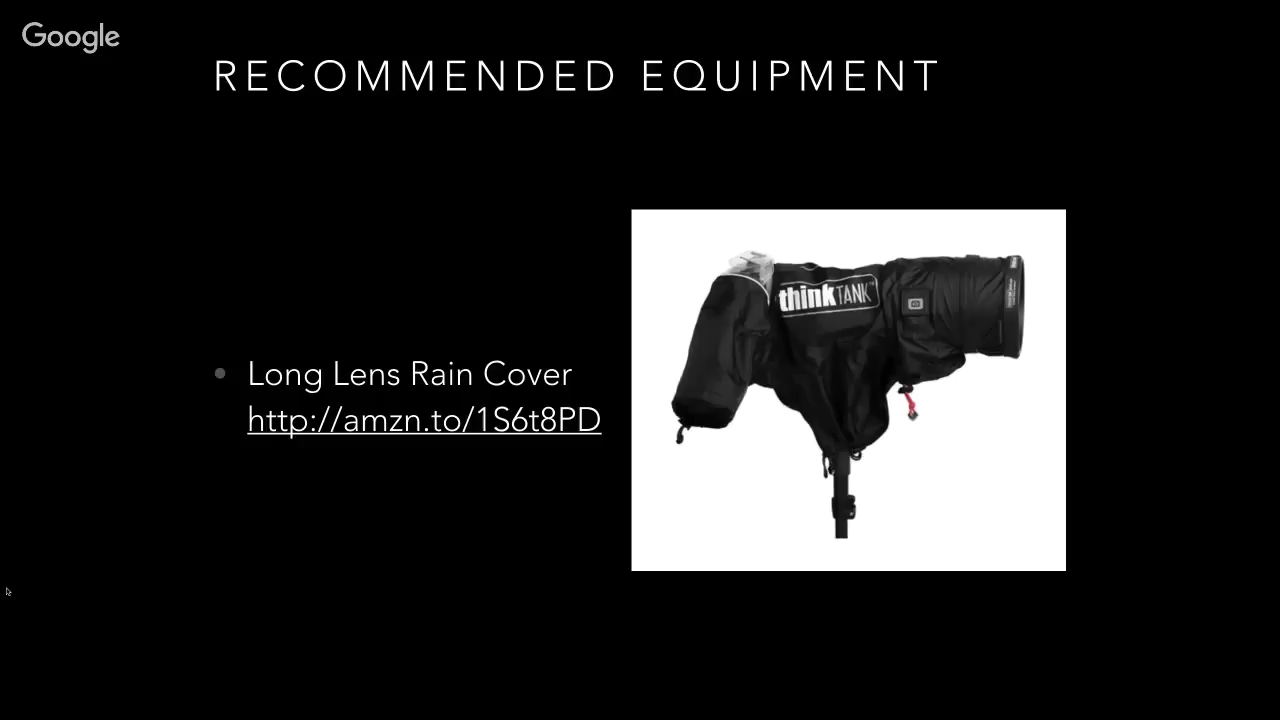 Google
RECOMMENDED EQUIPMENT
thinkTANK
• Long Lens Rain Cover
http://amzn.to/1S6t8PD